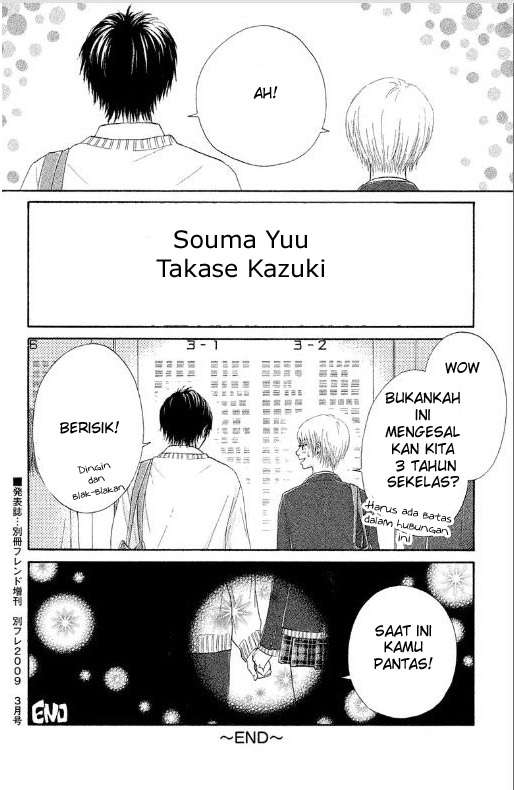 AH!
Souma Yuu
Takase Kazuki
6
3-1
3-2
WOW
BUKANKAH
INI
MENGESAL
KAN KITA
3 TAHUN
SEKELAS?
Harus ada batas
dalam hubungan
ini
BERISIK!
Dingin
dan
Blak-Blakan
■発表誌…別冊フレンド増刊 別フレ2009 3月号
SAAT INI
KAMU
PANTAS!
END
～END～